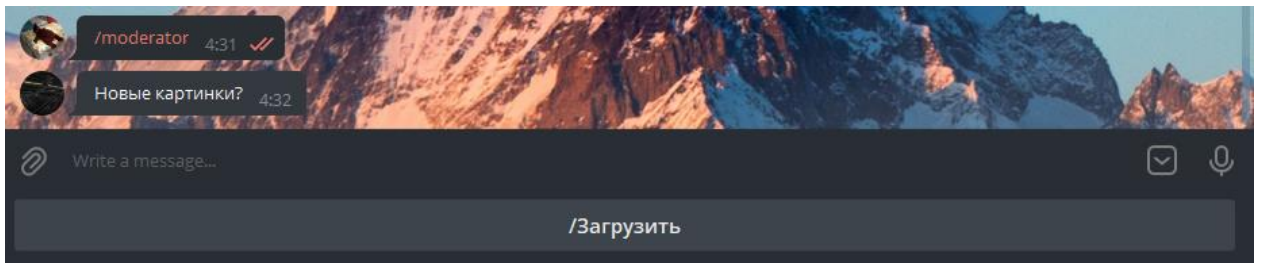 /moderator 4:31
Новые картинки? 4:32
Write a message...
/Загрузить